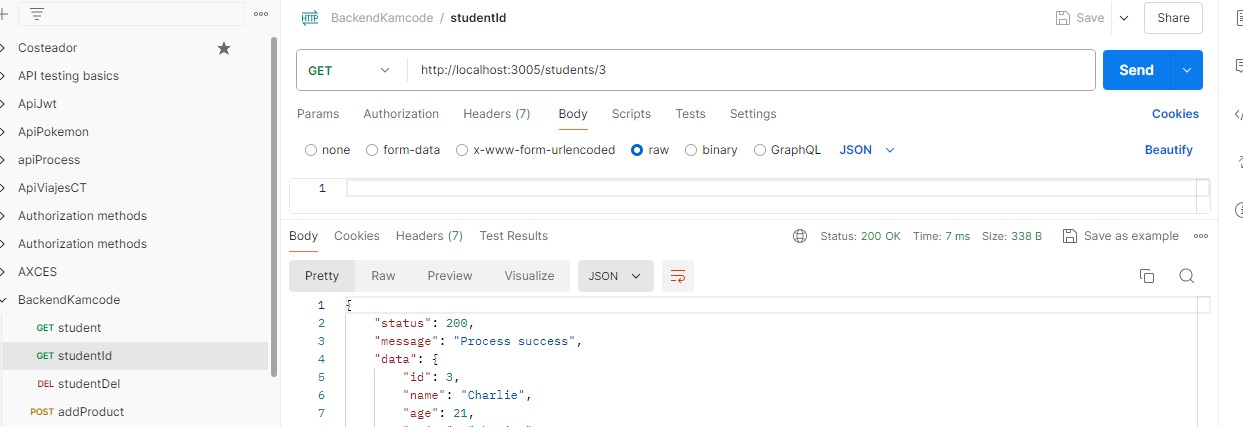 BackendKamcode / studentId
Save
Share
Costeador
API testing basics
ApiJwt
ApiPokemon
apiProcess
ApiViajesCT
Authorization methods
Authorization methods
AXCES
BackendKamcode
GET student
GET studentId
DEL studentDel
POST addProduct
GET
http://localhost:3005/students/3
Send
Params Authorization Headers (7) Body Scripts Tests Settings Cookies
none form-data x-www-form-urlencoded raw binary GraphQL JSON Beautify
1
Body Cookies Headers (7) Test Results Status: 200 OK Time: 7 ms Size: 338 B Save as example
Pretty Raw Preview Visualize JSON
1 {
2 "status": 200,
3 "message": "Process success",
4 "data": {
5 "id": 3,
6 "name": "Charlie",
7 "age": 21,